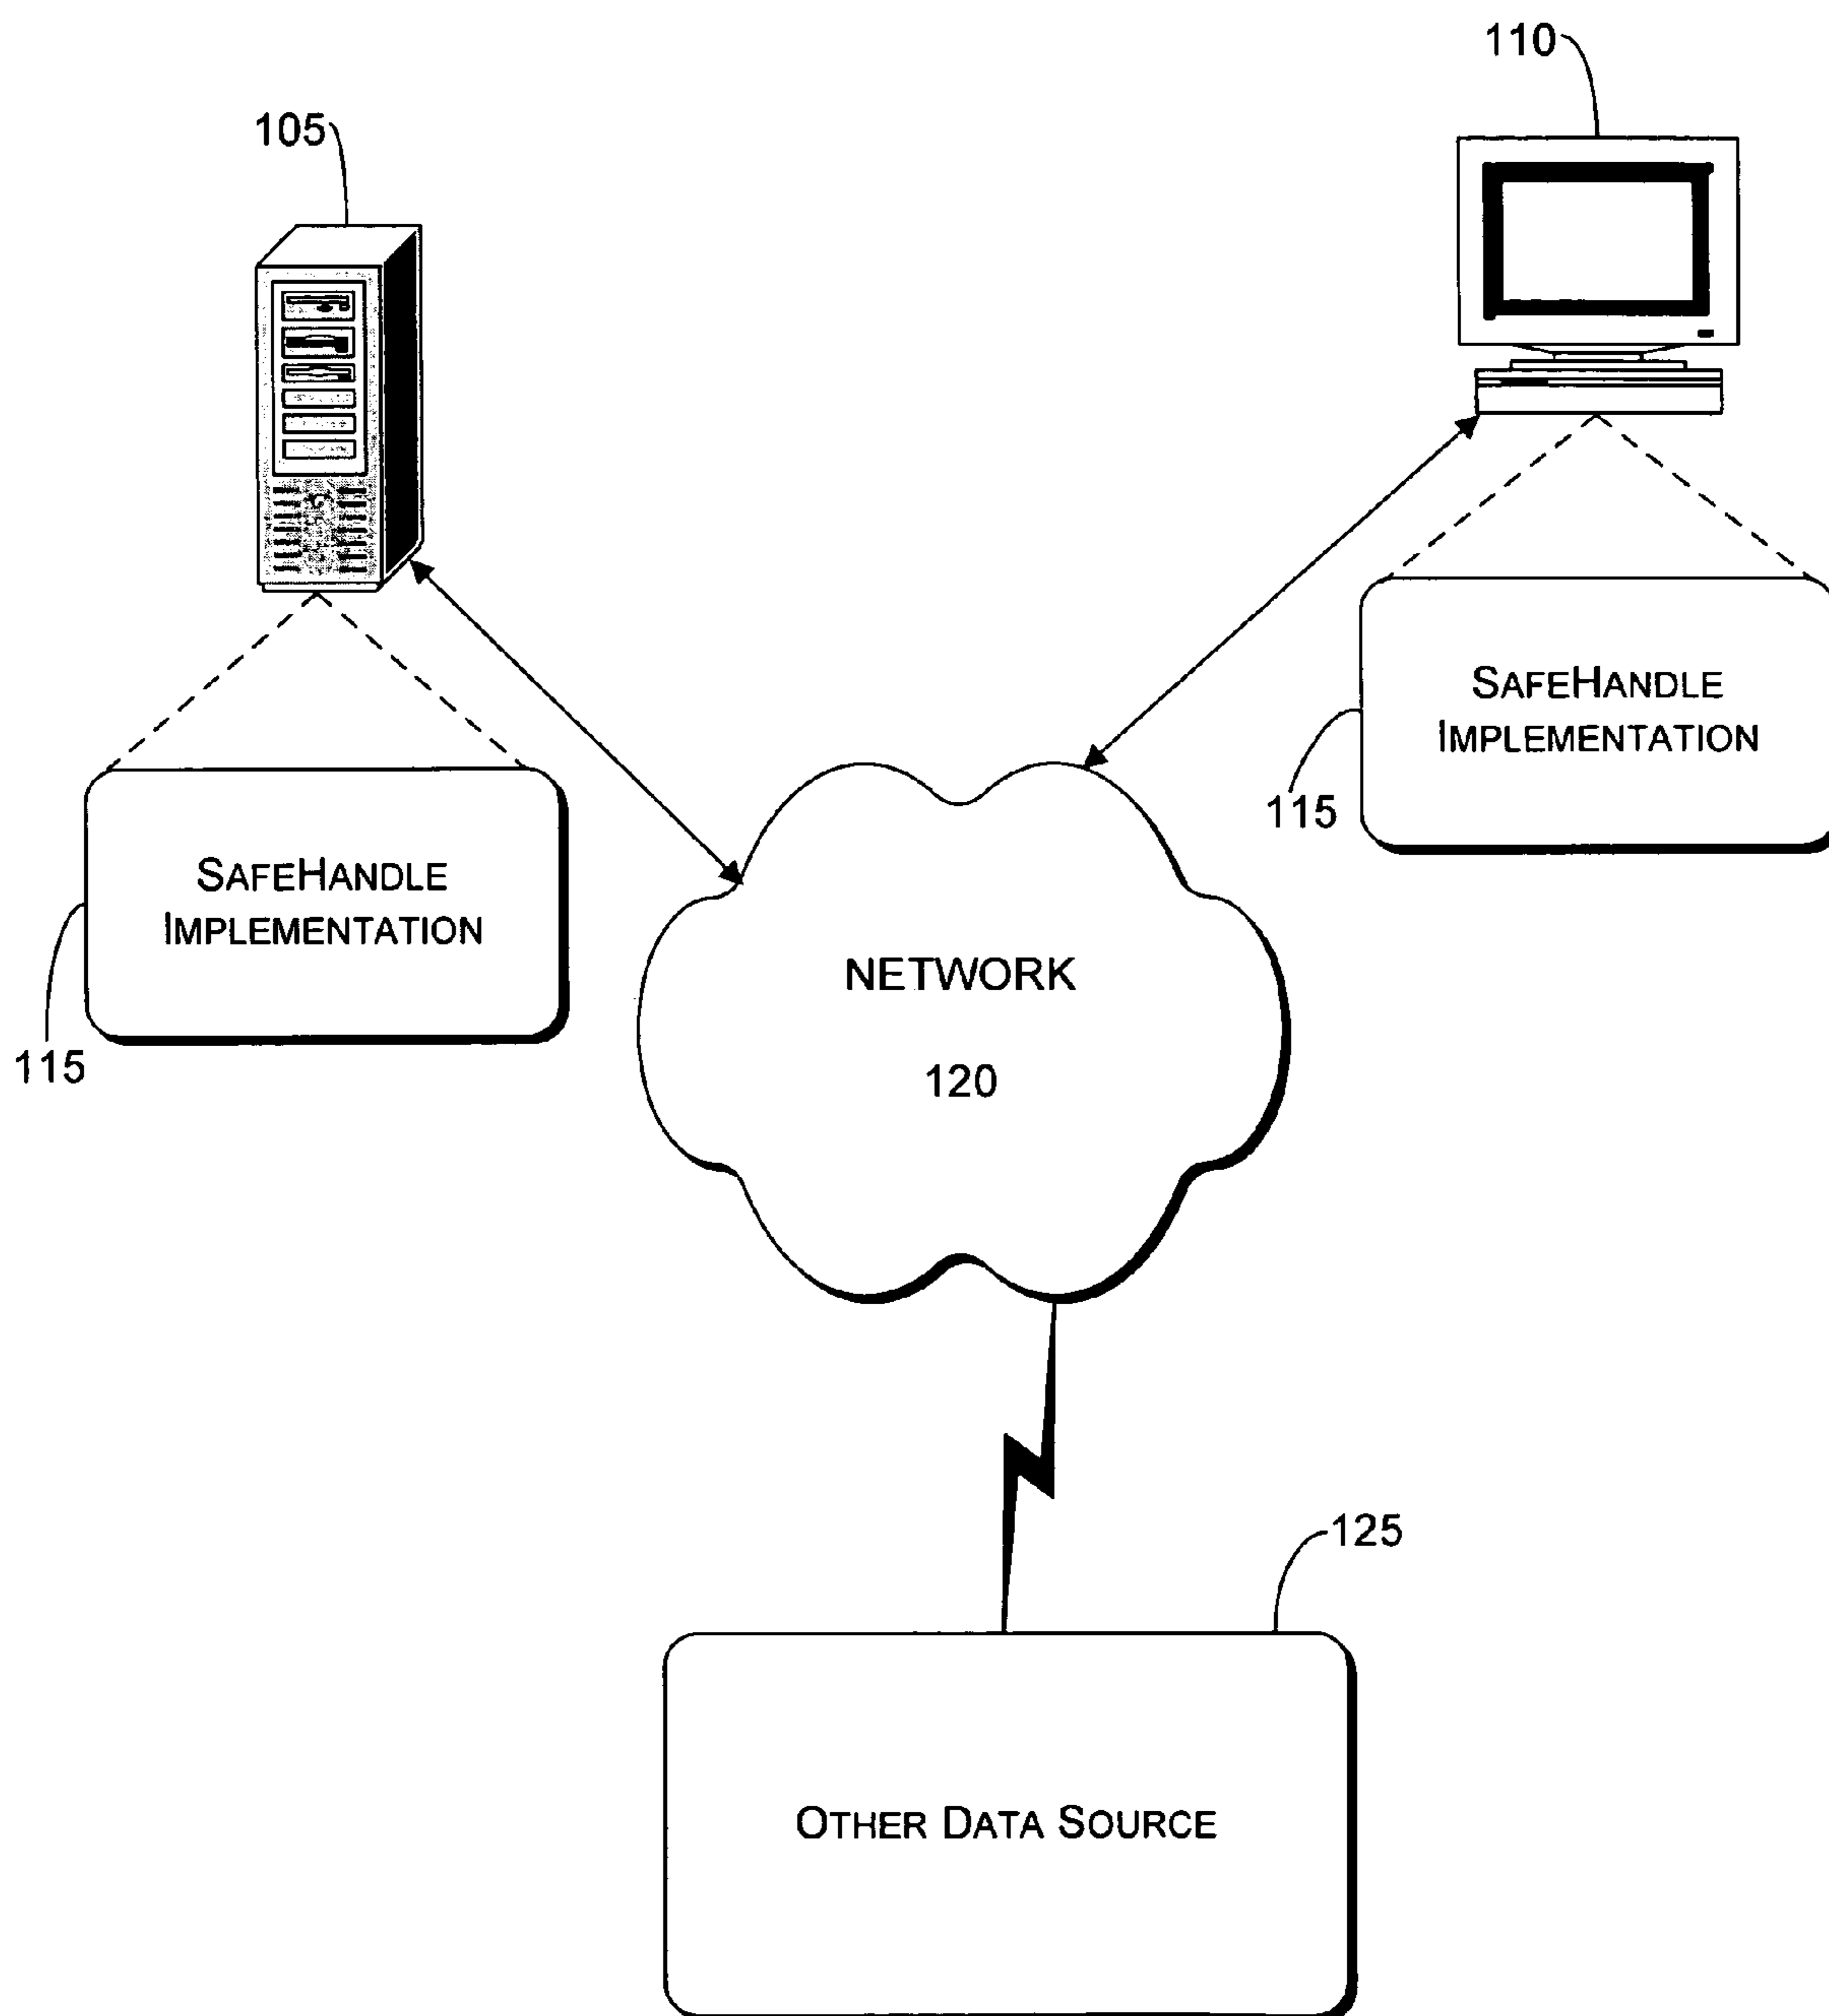 110
105
SAFEHANDLE
IMPLEMENTATION
115
SAFEHANDLE
IMPLEMENTATION
115
NETWORK
120
125
OTHER DATA SOURCE